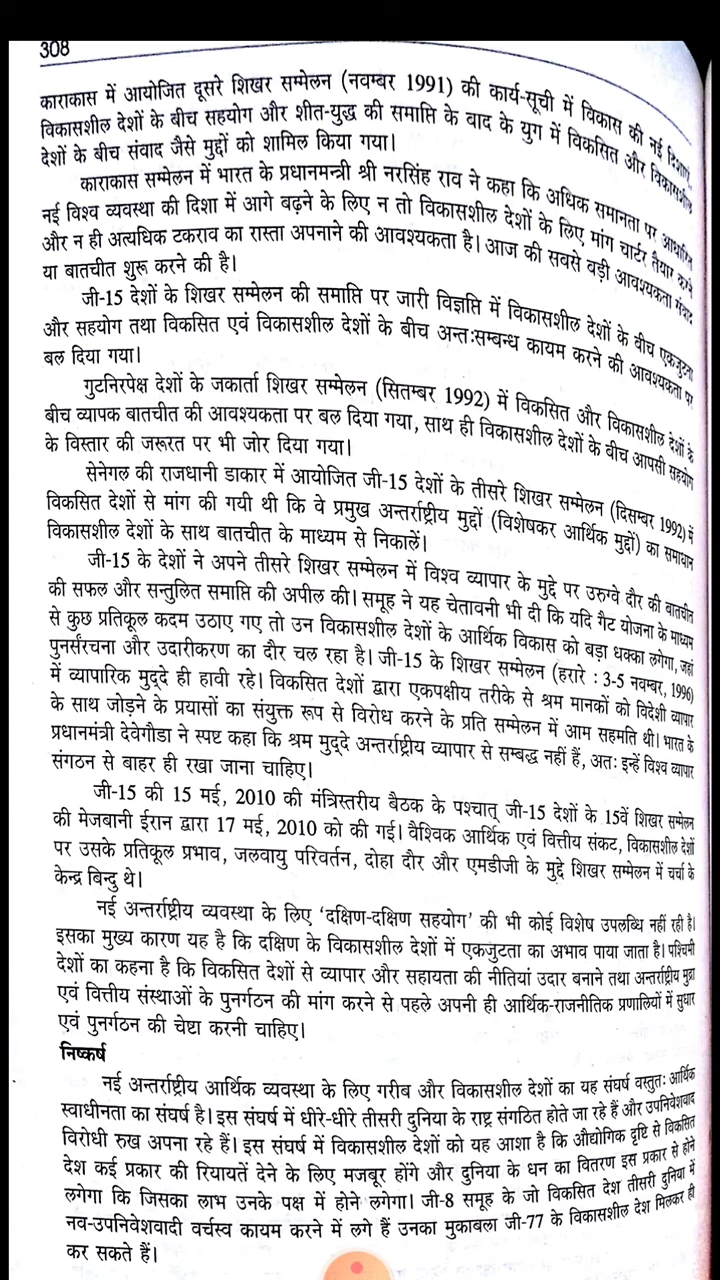 308
काराकास में आयोजित दूसरे शिखर सम्मेलन (नवम्बर 1991) की कार्य-सूची में विकास की नई दिशाएं,
विकासशील देशों के बीच सहयोग और शीत-युद्ध की समाप्ति के बाद के युग में विकसित और विकासशील
देशों के बीच संवाद जैसे मुद्दों को शामिल किया गया।
काराकास सम्मेलन में भारत के प्रधानमन्त्री श्री नरसिंह राव ने कहा कि अधिक समानता पर आधारित
नई विश्व व्यवस्था की दिशा में आगे बढ़ने के लिए न तो विकासशील देशों के लिए मांग चार्टर तैयार करने
और न ही अत्यधिक टकराव का रास्ता अपनाने की आवश्यकता है। आज की सबसे बड़ी आवश्यकता संवाद
या बातचीत शुरू करने की है।
जी-15 देशों के शिखर सम्मेलन की समाप्ति पर जारी विज्ञप्ति में विकासशील देशों के बीच एकजुटता
और सहयोग तथा विकसित एवं विकासशील देशों के बीच अन्तःसम्बन्ध कायम करने की आवश्यकता पर
बल दिया गया।
गुटनिरपेक्ष देशों के जकार्ता शिखर सम्मेलन (सितम्बर 1992) में विकसित और विकासशील देशों के
बीच व्यापक बातचीत की आवश्यकता पर बल दिया गया, साथ ही विकासशील देशों के बीच आपसी सहयोग
के विस्तार की जरूरत पर भी जोर दिया गया।
सेनेगल की राजधानी डाकार में आयोजित जी-15 देशों के तीसरे शिखर सम्मेलन (दिसम्बर 1992) में
विकसित देशों से मांग की गयी थी कि वे प्रमुख अन्तर्राष्ट्रीय मुद्दों (विशेषकर आर्थिक मुद्दों) का समाधान
विकासशील देशों के साथ बातचीत के माध्यम से निकालें।
जी-15 के देशों ने अपने तीसरे शिखर सम्मेलन में विश्व व्यापार के मुद्दे पर उरुग्वे दौर की बातचीत
की सफल और सन्तुलित समाप्ति की अपील की। समूह ने यह चेतावनी भी दी कि यदि गैट योजना के माध्यम
से कुछ प्रतिकूल कदम उठाए गए तो उन विकासशील देशों के आर्थिक विकास को बड़ा धक्का लगेगा, जहां
पुनर्संरचना और उदारीकरण का दौर चल रहा है। जी-15 के शिखर सम्मेलन (हरारे : 3-5 नवम्बर, 1996)
में व्यापारिक मुद्दे ही हावी रहे। विकसित देशों द्वारा एकपक्षीय तरीके से श्रम मानकों को विदेशी व्यापार
के साथ जोड़ने के प्रयासों का संयुक्त रूप से विरोध करने के प्रति सम्मेलन में आम सहमति थी। भारत के
प्रधानमंत्री देवेगौडा ने स्पष्ट कहा कि श्रम मुद्दे अन्तर्राष्ट्रीय व्यापार से सम्बद्ध नहीं हैं, अतः इन्हें विश्व व्यापार
संगठन से बाहर ही रखा जाना चाहिए।
जी-15 की 15 मई, 2010 की मंत्रिस्तरीय बैठक के पश्चात् जी-15 देशों के 15वें शिखर सम्मेलन
की मेजबानी ईरान द्वारा 17 मई, 2010 को की गई। वैश्विक आर्थिक एवं वित्तीय संकट, विकासशील देशों
पर उसके प्रतिकूल प्रभाव, जलवायु परिवर्तन, दोहा दौर और एमडीजी के मुद्दे शिखर सम्मेलन में चर्चा के
केन्द्र बिन्दु थे।
नई अन्तर्राष्ट्रीय व्यवस्था के लिए ‘दक्षिण-दक्षिण सहयोग’ की भी कोई विशेष उपलब्धि नहीं रही है।
इसका मुख्य कारण यह है कि दक्षिण के विकासशील देशों में एकजुटता का अभाव पाया जाता है। पश्चिमी
देशों का कहना है कि विकसित देशों से व्यापार और सहायता की नीतियां उदार बनाने तथा अन्तर्राष्ट्रीय मुद्रा
एवं वित्तीय संस्थाओं के पुनर्गठन की मांग करने से पहले अपनी ही आर्थिक-राजनीतिक प्रणालियों में सुधार
एवं पुनर्गठन की चेष्टा करनी चाहिए।
निष्कर्ष
नई अन्तर्राष्ट्रीय आर्थिक व्यवस्था के लिए गरीब और विकासशील देशों का यह संघर्ष वस्तुतः आर्थिक
स्वाधीनता का संघर्ष है। इस संघर्ष में धीरे-धीरे तीसरी दुनिया के राष्ट्र संगठित होते जा रहे हैं और उपनिवेशवाद
विरोधी रुख अपना रहे हैं। इस संघर्ष में विकासशील देशों को यह आशा है कि औद्योगिक दृष्टि से विकसित
देश कई प्रकार की रियायतें देने के लिए मजबूर होंगे और दुनिया के धन का वितरण इस प्रकार से होने
लगेगा कि जिसका लाभ उनके पक्ष में होने लगेगा। जी-8 समूह के जो विकसित देश तीसरी दुनिया में
नव-उपनिवेशवादी वर्चस्व कायम करने में लगे हैं उनका मुकाबला जी-77 के विकासशील देश मिलकर ही
कर सकते हैं।